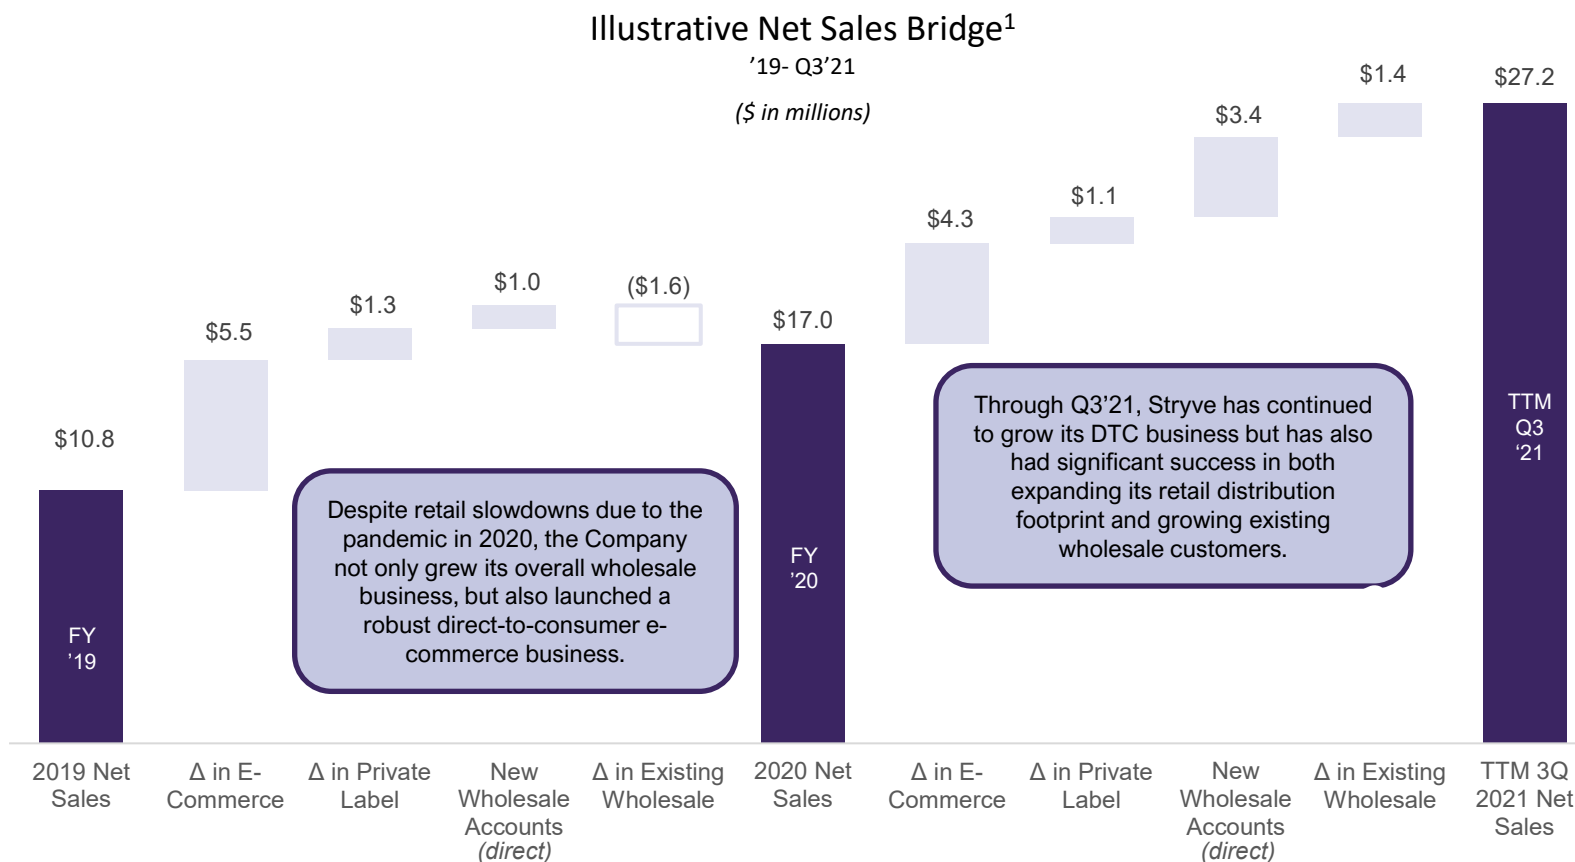 Illustrative Net Sales Bridge¹
’19- Q3’21
($ in millions)
$10.8
$5.5
$1.3
$1.0
($1.6)
$17.0
$4.3
$1.1
$3.4
$1.4
$27.2
FY
’19
Despite retail slowdowns due to the
pandemic in 2020, the Company
not only grew its overall wholesale
business, but also launched a
robust direct-to-consumer e-
commerce business.
FY
’20
Through Q3’21, Stryve has continued
to grow its DTC business but has also
had significant success in both
expanding its retail distribution
footprint and growing existing
wholesale customers.
TTM
Q3
‘21
2019 Net
Sales
Δ in E-
Commerce
Δ in Private
Label
New
Wholesale
Accounts
(direct)
Δ in Existing
Wholesale
2020 Net
Sales
Δ in E-
Commerce
Δ in Private
Label
New
Wholesale
Accounts
(direct)
Δ in Existing
Wholesale
TTM 3Q
2021 Net
Sales